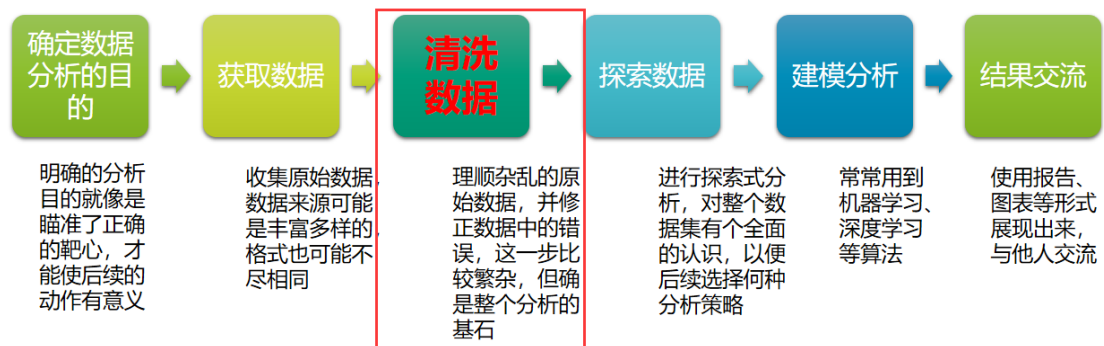 确定数据
分析的目
的
获取数据
清洗
数据
探索数据
建模分析
结果交流
明确的分析
目的就像是
瞄准了正确
的靶心，才
能使后续的
动作有意义
收集原始数据，
数据来源可能
是丰富多样的，
格式也可能不
尽相同
理顺杂乱的原
始数据，并修
正数据中的错
误，这一步比
较繁杂，但确
是整个分析的
基石
进行探索式分
析，对整个数
据集有个全面
的认识，以便
后续选择何种
分析策略
常常用到
机器学习、
深度学习
等算法
使用报告、
图表等形式
展现出来，
与他人交流